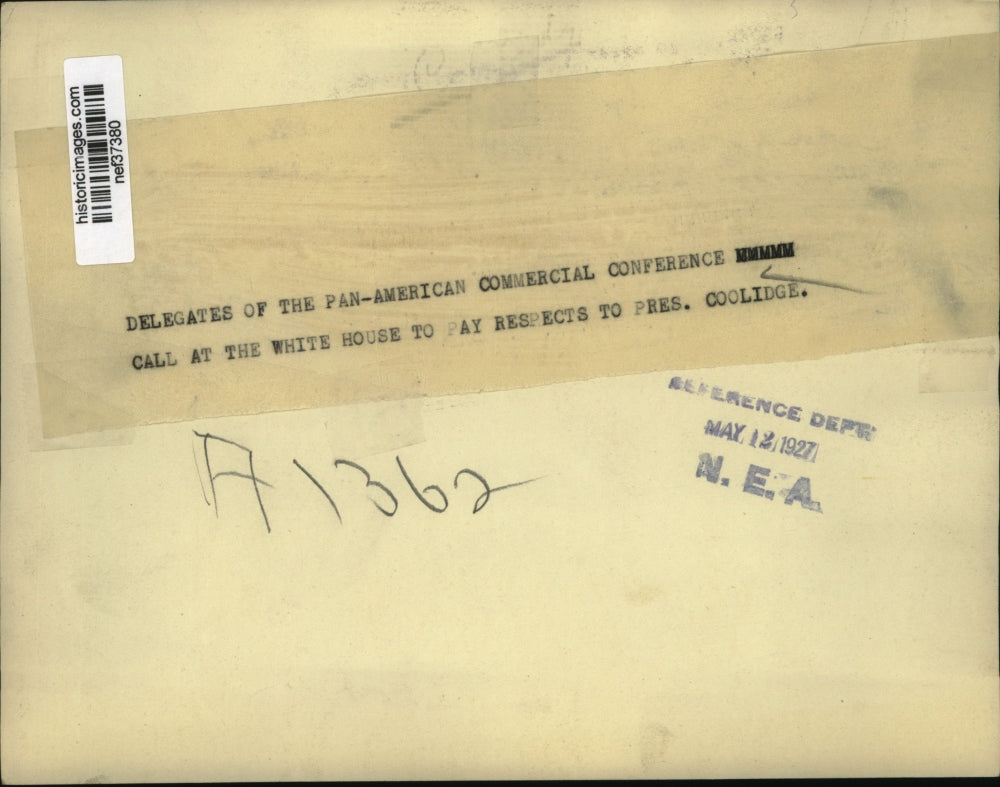 historicimages.com
nef37380
DELEGATES OF THE PAN-AMERICAN COMMERCIAL CONFERENCE
CALL AT THE WHITE HOUSE TO PAY RESPECTS TO PRES. COOLIDGE.
REFERENCE DEPT.
MAY 12 1927
N. E. A.
A1362